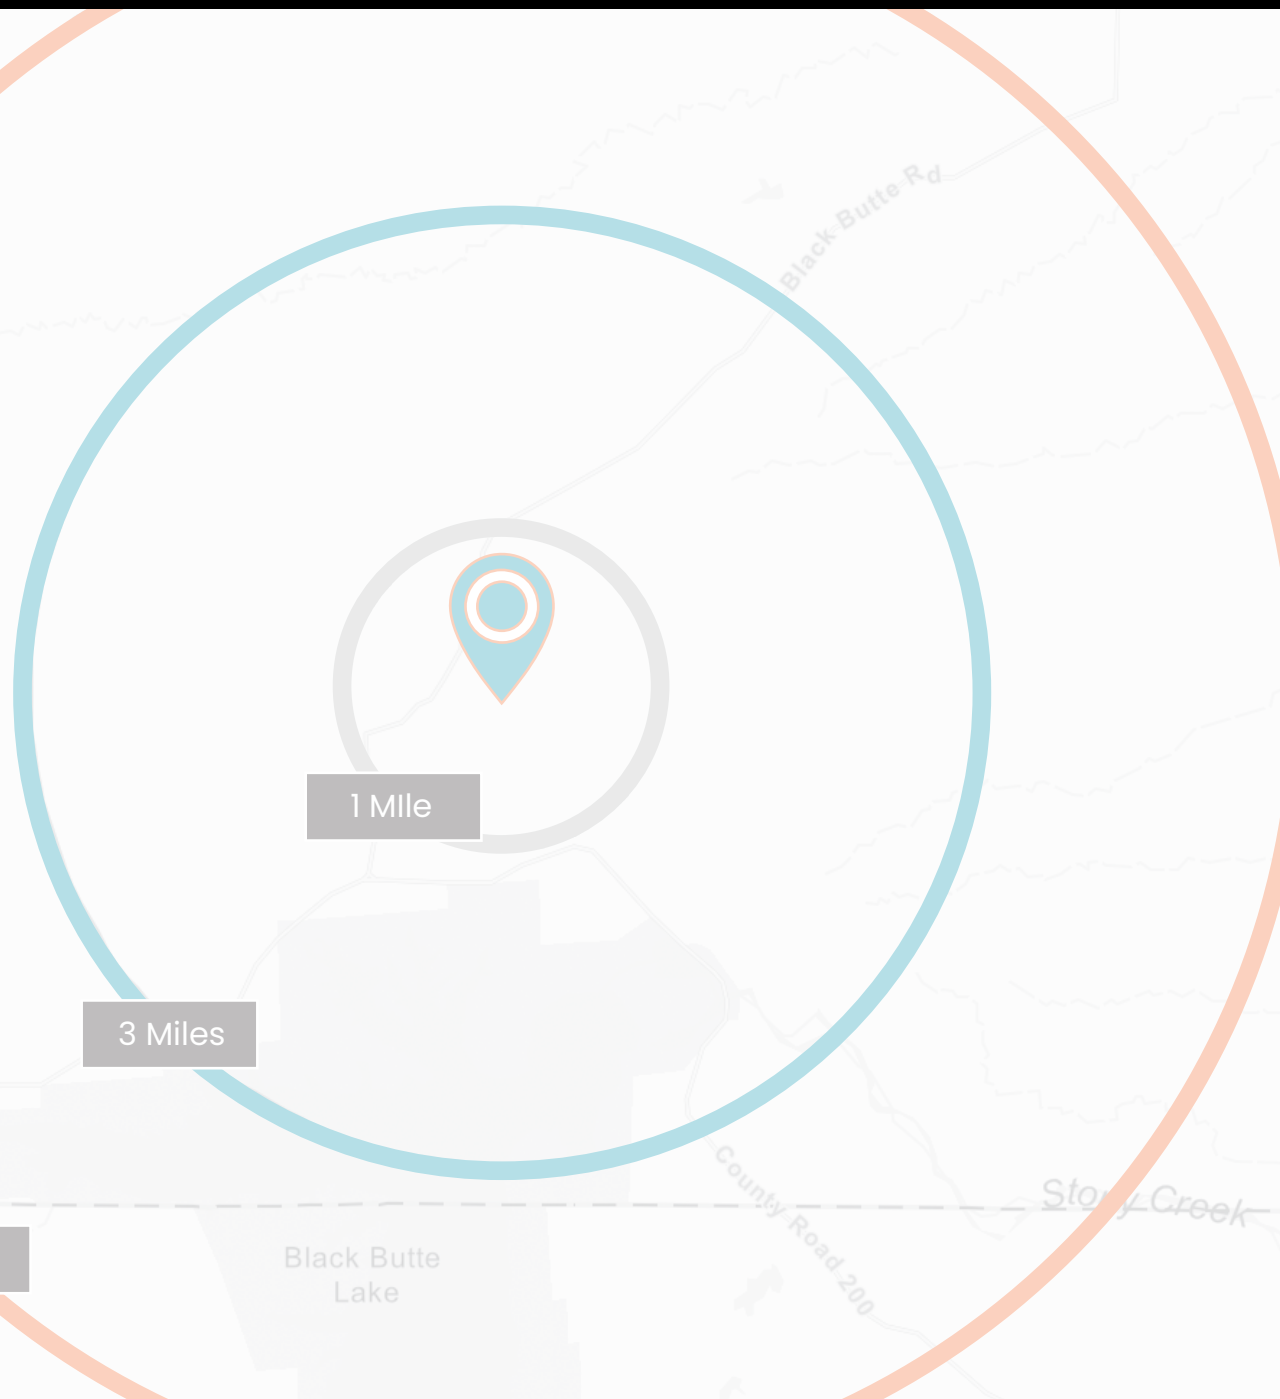 Black Butte Rd
1 MIle
3 Miles
County Road 200
Stony Creek
Black Butte
Lake